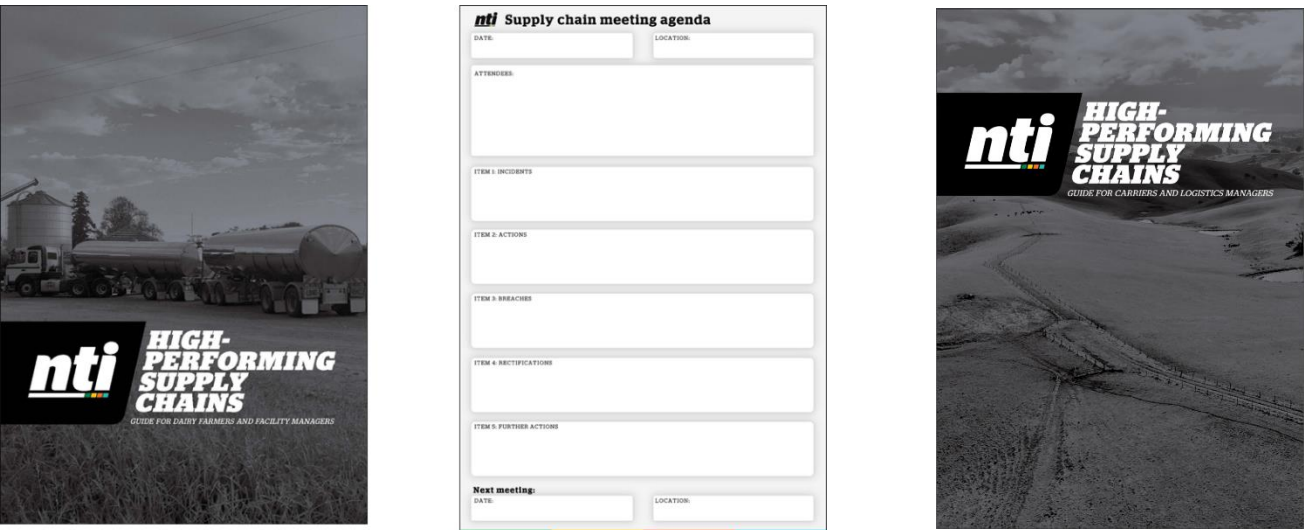 nti
HIGH-
PERFORMING
SUPPLY
CHAINS
GUIDE FOR DAIRY FARMERS AND FACILITY MANAGERS
nti Supply chain meeting agenda
DATE: LOCATION:
ATTENDEES:
ITEM 1: INCIDENTS
ITEM 2: ACTIONS
ITEM 3: BREACHES
ITEM 4: RECTIFICATIONS
ITEM 5: FURTHER ACTIONS
Next meeting:
DATE: LOCATION:
nti
HIGH-
PERFORMING
SUPPLY
CHAINS
GUIDE FOR CARRIERS AND LOGISTICS MANAGERS